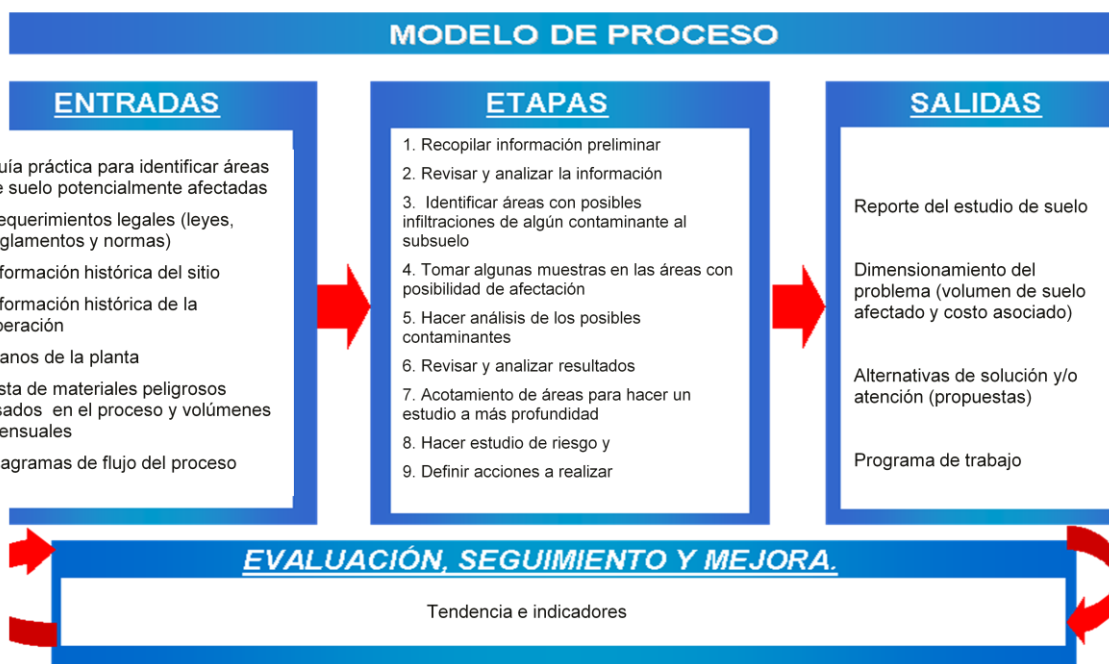 MODELO DE PROCESO
ENTRADAS
uía práctica para identificar áreas
e suelo potencialmente afectadas
equerimientos legales (leyes,
glamentos y normas)
formación histórica del sitio
formación histórica de la
peración
anos de la planta
sta de materiales peligrosos
sados en el proceso y volúmenes
ensuales
agramas de flujo del proceso
ETAPAS
1. Recopilar información preliminar
2. Revisar y analizar la información
3. Identificar áreas con posibles
infiltraciones de algún contaminante al
subsuelo
4. Tomar algunas muestras en las áreas con
posibilidad de afectación
5. Hacer análisis de los posibles
contaminantes
6. Revisar y analizar resultados
7. Acotamiento de áreas para hacer un
estudio a más profundidad
8. Hacer estudio de riesgo y
9. Definir acciones a realizar
SALIDAS
Reporte del estudio de suelo
Dimensionamiento del
problema (volumen de suelo
afectado y costo asociado)
Alternativas de solución y/o
atención (propuestas)
Programa de trabajo
EVALUACIÓN, SEGUIMIENTO Y MEJORA.
Tendencia e indicadores